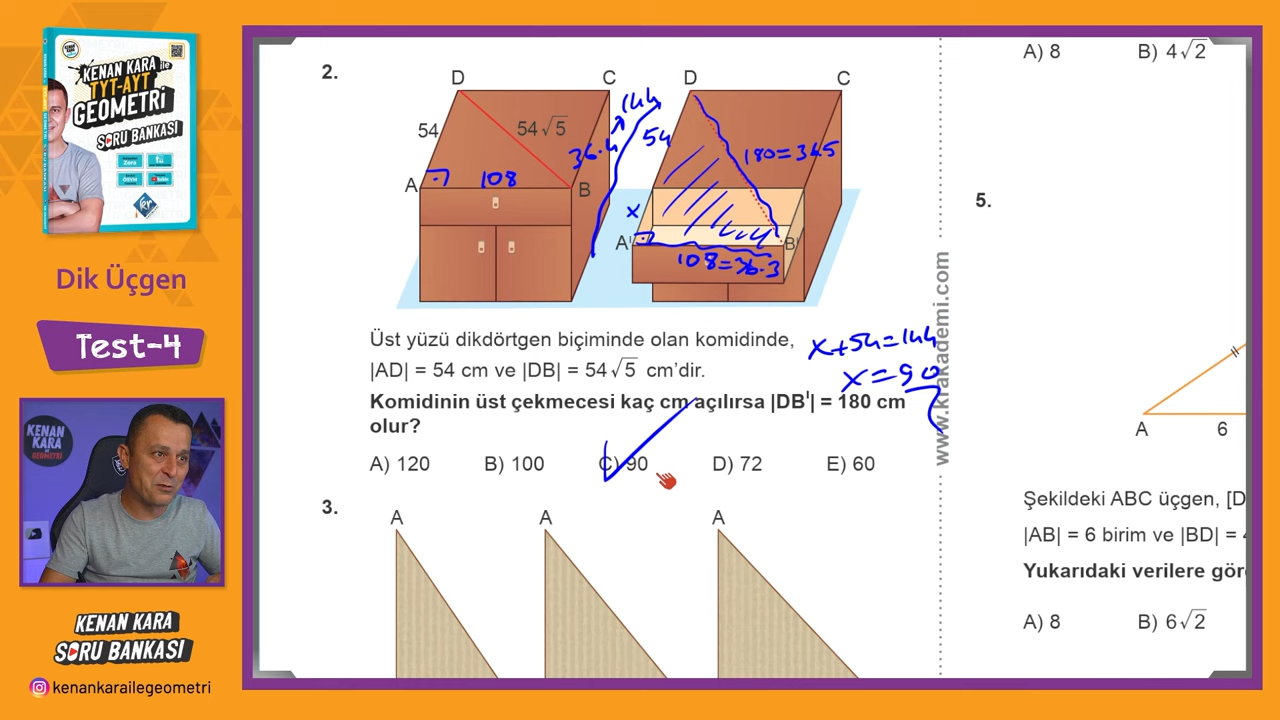 KENAN KARA ile
TYT-AYT
GEOMETRİ
SORU BANKASI
Dik Üçgen
Test-4
KENAN
KARA
GEOMETRİ
KENAN KARA
SORU BANKASI
kenankarailegeometri
2.
D
C
54
54√5
A
108
B
36.4
144
D
C
54
180=36.5
x
A'
B'
108=36.3
Üst yüzü dikdörtgen biçiminde olan komidinde,
|AD| = 54 cm ve |DB| = 54√5 cm'dir.
Komidinin üst çekmecesi kaç cm açılırsa |DB'| = 180 cm
olur?
x+54=144
x=90
A) 120 B) 100 C) 90 D) 72 E) 60
3.
A
A
A
www.krakademi.com
A) 8 B) 4√2
5.
A
6
Şekildeki ABC üçgen, [D
|AB| = 6 birim ve |BD| =
Yukarıdaki verilere gör
A) 8 B) 6√2